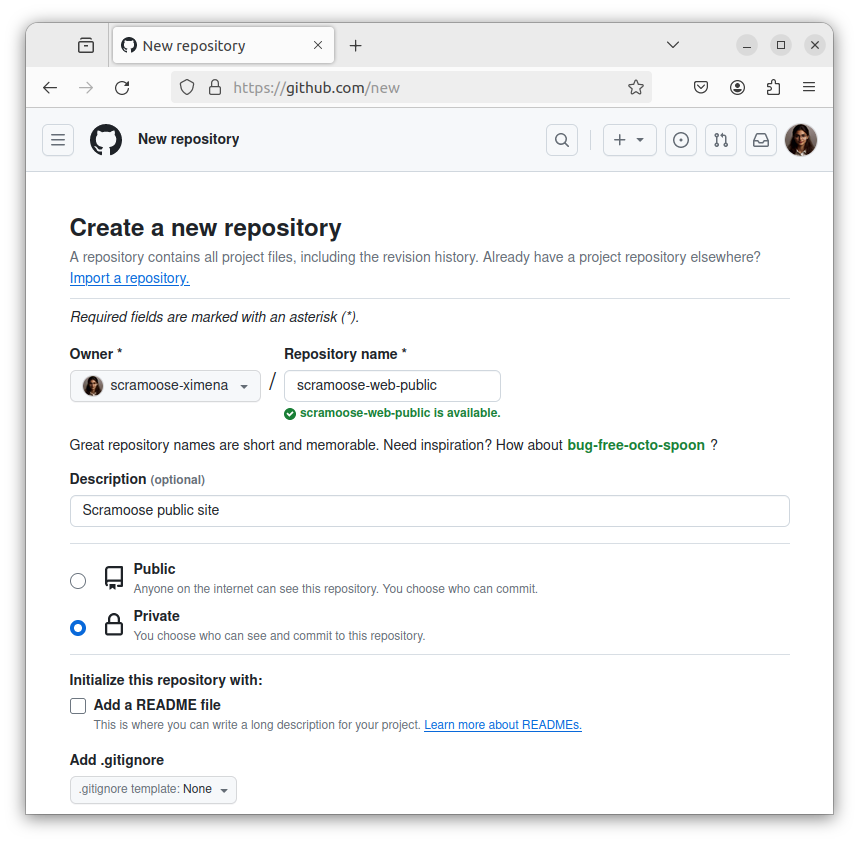 New repository
https://github.com/new
New repository
Create a new repository
A repository contains all project files, including the revision history. Already have a project repository elsewhere?
Import a repository.
Required fields are marked with an asterisk (*).
Owner * Repository name *
scramoose-ximena / scramoose-web-public
scramoose-web-public is available.
Great repository names are short and memorable. Need inspiration? How about bug-free-octo-spoon ?
Description (optional)
Scramoose public site
Public
Anyone on the internet can see this repository. You choose who can commit.
Private
You choose who can see and commit to this repository.
Initialize this repository with:
Add a README file
This is where you can write a long description for your project. Learn more about READMEs.
Add .gitignore
.gitignore template: None